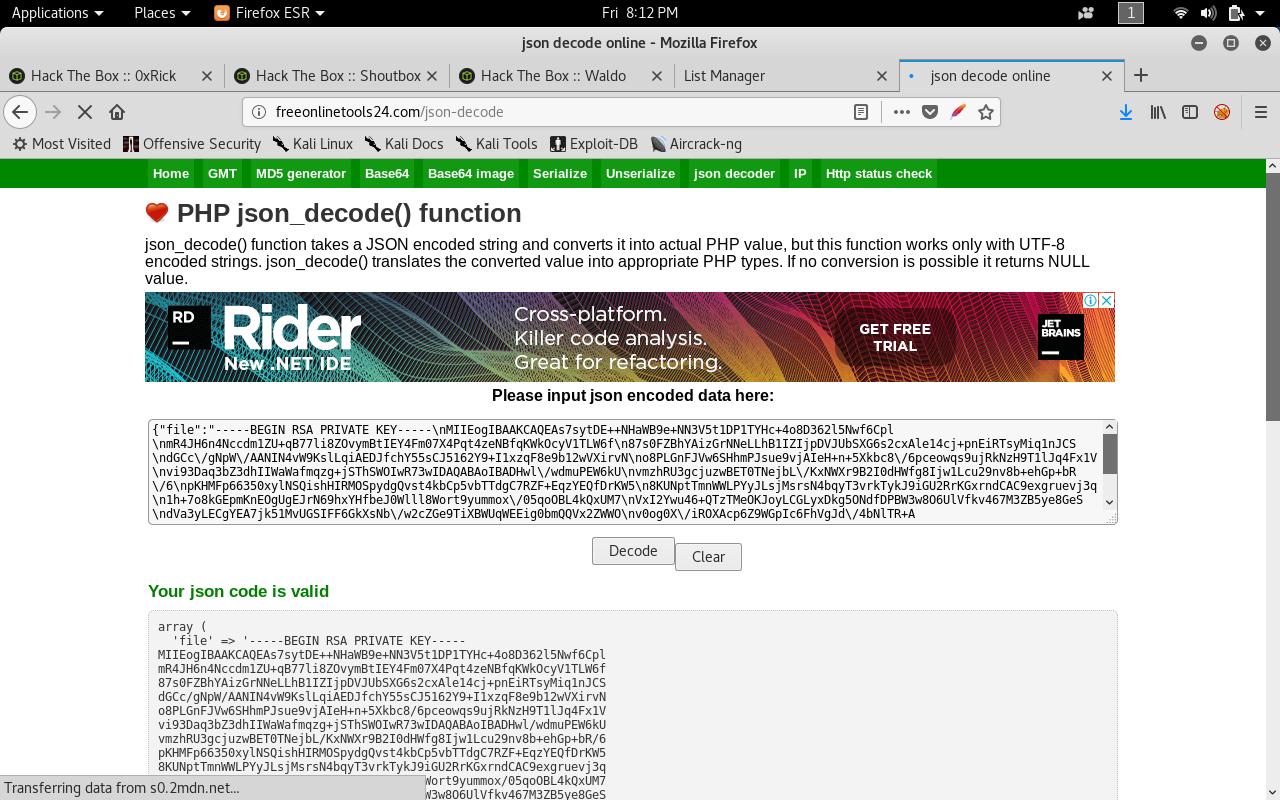 Applications Places Firefox ESR Fri 8:12 PM 1
json decode online - Mozilla Firefox
Hack The Box :: 0xRick Hack The Box :: Shoutbox Hack The Box :: Waldo List Manager json decode online
freeonlinetools24.com/json-decode
Most Visited Offensive Security Kali Linux Kali Docs Kali Tools Exploit-DB Aircrack-ng
Home GMT MD5 generator Base64 Base64 image Serialize Unserialize json decoder IP Http status check
PHP json_decode() function
json_decode() function takes a JSON encoded string and converts it into actual PHP value, but this function works only with UTF-8
encoded strings. json_decode() translates the converted value into appropriate PHP types. If no conversion is possible it returns NULL
value.
RD Rider
New .NET IDE
Cross-platform.
Killer code analysis.
Great for refactoring.
GET FREE
TRIAL
JET
BRAINS
Please input json encoded data here:
{"file":"-----BEGIN RSA PRIVATE KEY-----\nMIIEogIBAAKCAQEAs7sytDE++NHaWB9e+NN3V5t1DP1TYHc+4o8D362l5Nwf6Cpl
\nmR4JH6n4Nccdm1ZU+qB77li8ZOvymBtIEY4Fm07X4Pqt4zeNBfqKWkOcyV1TLW6f\n87s0FZBhYAizGrNNeLLhB1IZIjpDVJUbSXG6s2cxAle14cj+pnEiRTsyMiq1nJCS
\ndGCc\/gNpW\/AANIN4vW9KslLqiAEDJfchY55sCJ5162Y9+I1xzqF8e9b12wVXirvN\no8PLGnFJVw6SHhmPJsue9vjAIeH+n+5Xkbc8\/6pceowqs9ujRkNzH9T1lJq4Fx1V
\nvi93Daq3bZ3dhIIWaWafmqzg+jSThSWOIwR73wIDAQABAoIBADHwl\/wdmuPEW6kU\nvmzhRU3gcjuzwBET0TNejbL\/KxNWXr9B2I0dHWfg8Ijw1Lcu29nv8b+ehGp+bR
\/6\npKHMFp66350xylNSQishHIRMOSpydgQvst4kbCp5vbTTdgC7RZF+EqzYEQfDrKW5\n8KUNptTmnWWLPYyJLsjMsrsN4bqyT3vrkTykJ9iGU2RrKGxrndCAC9exgruevj3q
\n1h+7o8kGEpmKnEOgUgEJrN69hxYHfbeJ0Wlll8Wort9yummox\/05qoOBL4kQxUM7\nVxI2Ywu46+QTzTMeOKJoyLCGLyxDkg5ONdfDPBW3w8O6UlVfkv467M3ZB5ye8GeS
\ndVa3yLECgYEA7jk51MvUGSIFF6GkXsNb\/w2cZGe9TiXBWUqWEEig0bmQQVx2ZWWO\nv0og0X\/iROXAcp6Z9WGpIc6FhVgJd\/4bNlTR+A
Decode Clear
Your json code is valid
array (
'file' => '-----BEGIN RSA PRIVATE KEY-----
MIIEogIBAAKCAQEAs7sytDE++NHaWB9e+NN3V5t1DP1TYHc+4o8D362l5Nwf6Cpl
mR4JH6n4Nccdm1ZU+qB77li8ZOvymBtIEY4Fm07X4Pqt4zeNBfqKWkOcyV1TLW6f
87s0FZBhYAizGrNNeLLhB1IZIjpDVJUbSXG6s2cxAle14cj+pnEiRTsyMiq1nJCS
dGCc/gNpW/AANIN4vW9KslLqiAEDJfchY55sCJ5162Y9+I1xzqF8e9b12wVXirvN
o8PLGnFJVw6SHhmPJsue9vjAIeH+n+5Xkbc8/6pceowqs9ujRkNzH9T1lJq4Fx1V
vi93Daq3bZ3dhIIWaWafmqzg+jSThSWOIwR73wIDAQABAoIBADHwl/wdmuPEW6kU
vmzhRU3gcjuzwBET0TNejbL/KxNWXr9B2I0dHWfg8Ijw1Lcu29nv8b+ehGp+bR/6
pKHMFp66350xylNSQishHIRMOSpydgQvst4kbCp5vbTTdgC7RZF+EqzYEQfDrKW5
8KUNptTmnWWLPYyJLsjMsrsN4bqyT3vrkTykJ9iGU2RrKGxrndCAC9exgruevj3q
Wort9yummox/05qoOBL4kQxUM7
W3w8O6UlVfkv467M3ZB5ye8GeS
Transferring data from s0.2mdn.net...